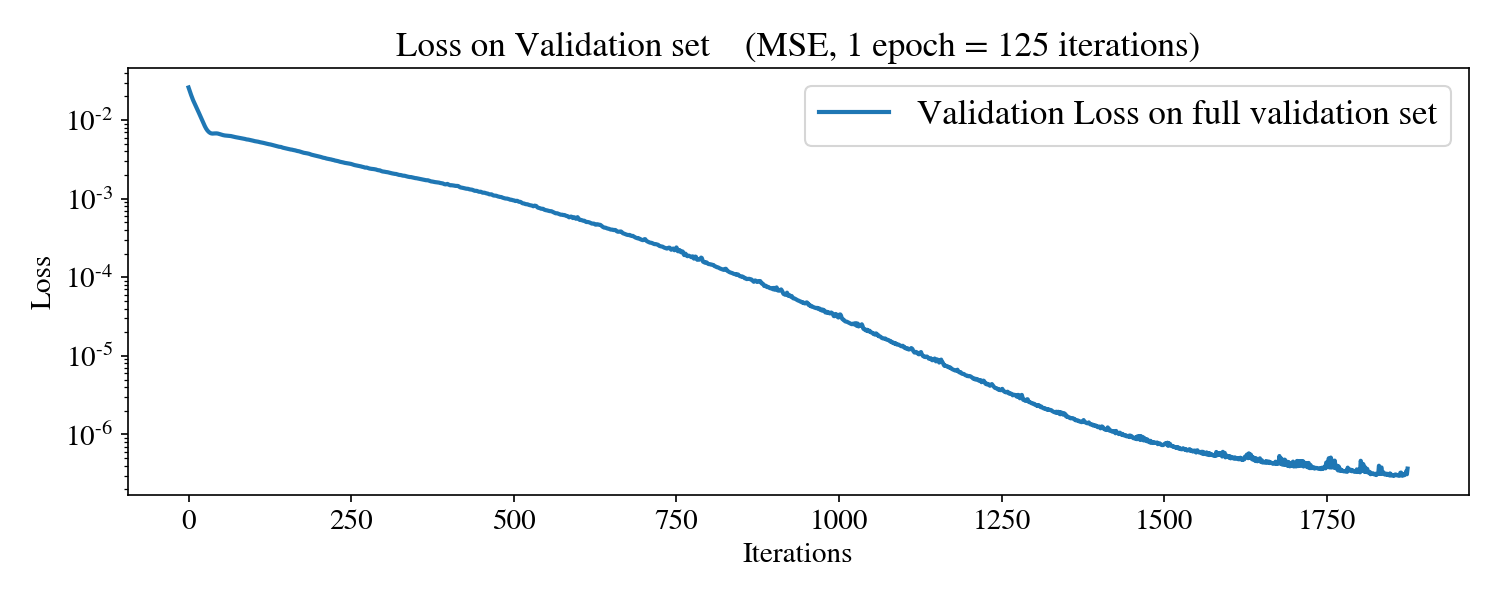 Loss on Validation set (MSE, 1 epoch = 125 iterations)
Validation Loss on full validation set
Loss
10^-2
10^-3
10^-4
10^-5
10^-6
0 250 500 750 1000 1250 1500 1750
Iterations